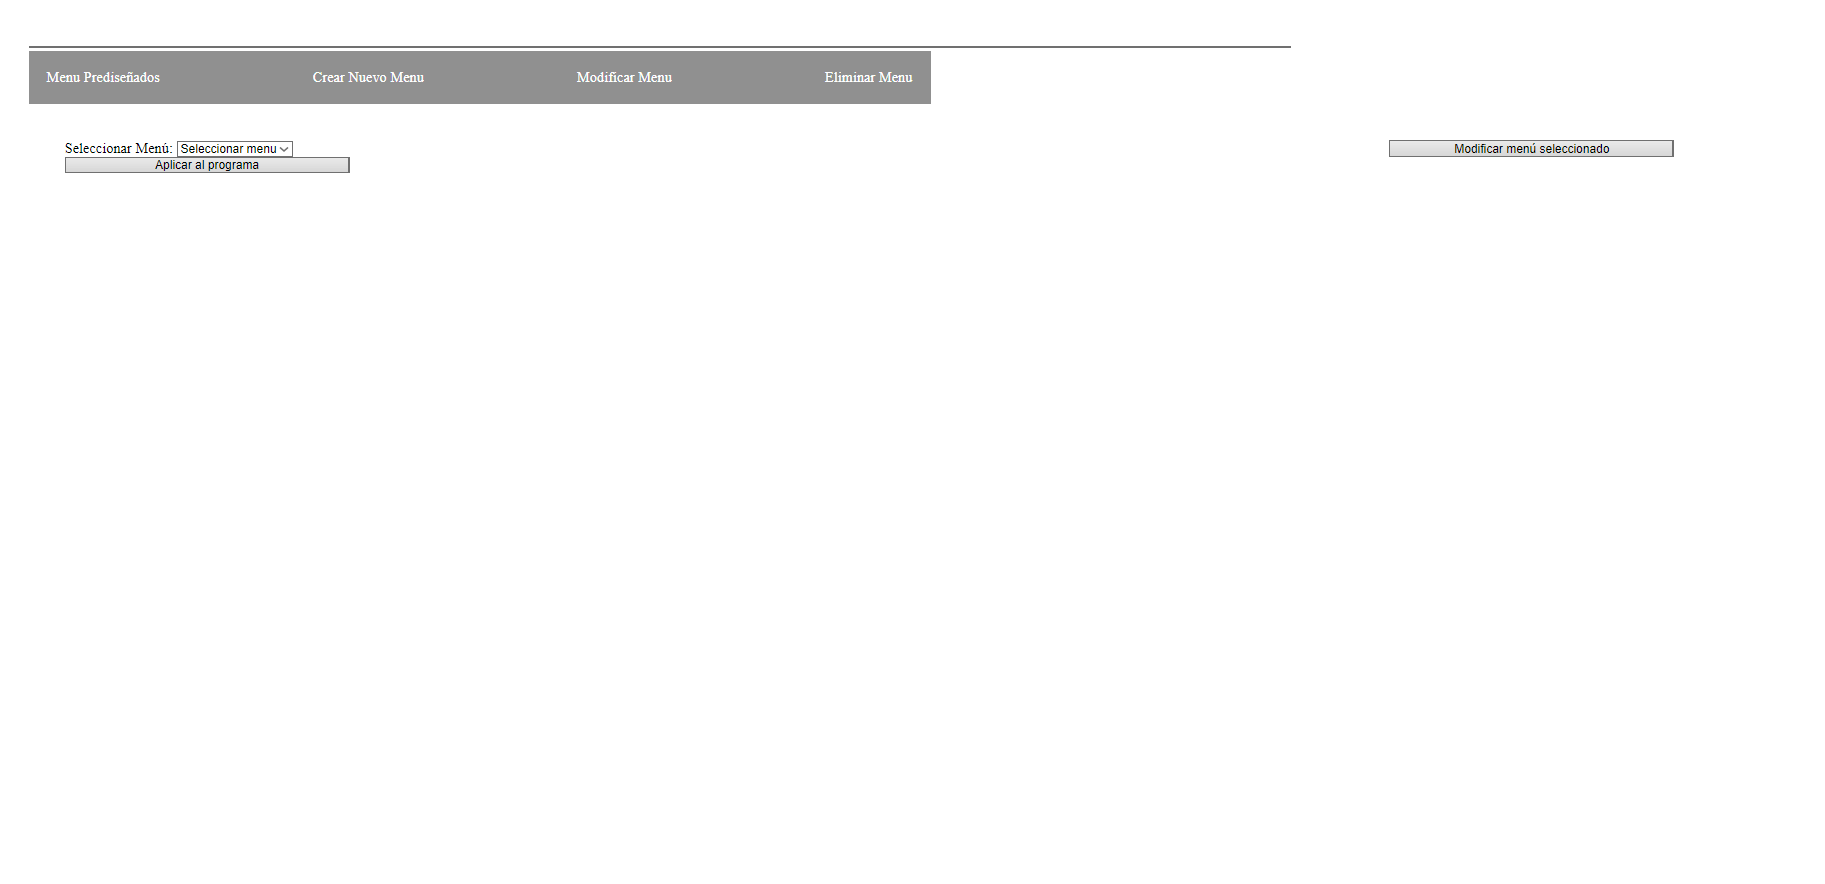 Menu Prediseñados Crear Nuevo Menu Modificar Menu Eliminar Menu
Seleccionar Menú: Seleccionar menu Modificar menú seleccionado
Aplicar al programa